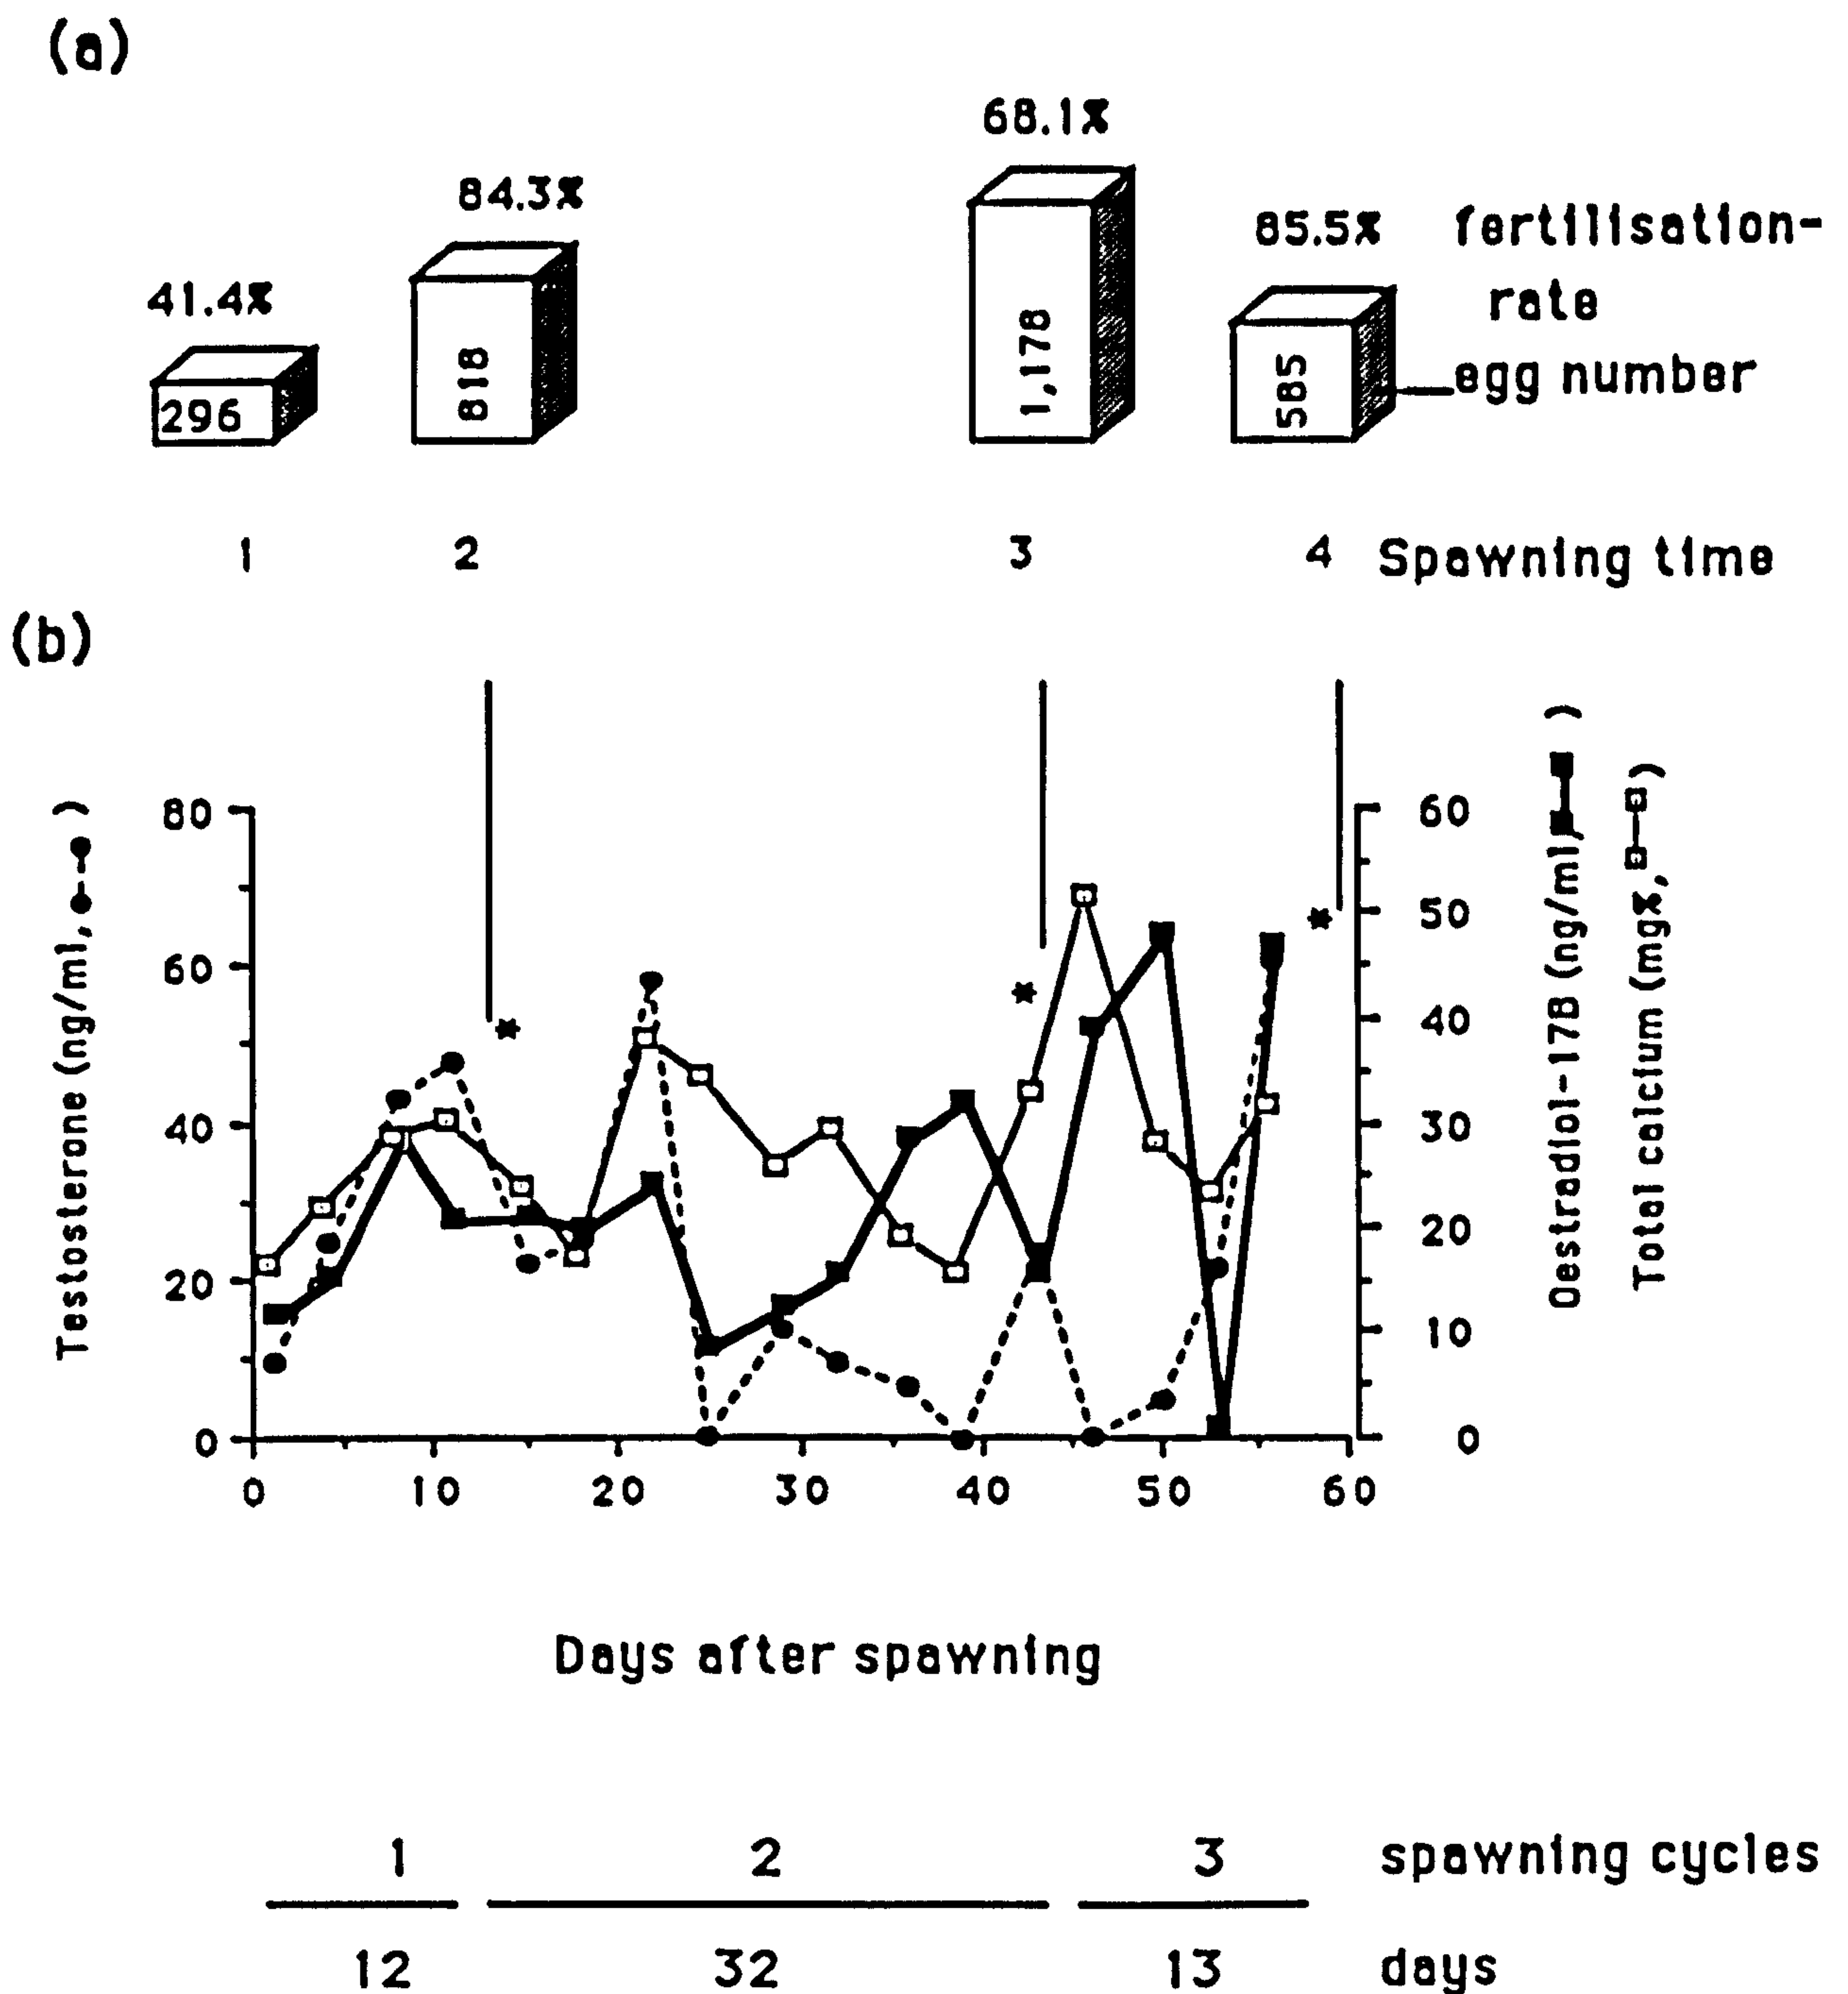 (a)
68.1%
84.3%
85.5%
fertilisation-
rate
41.4%
egg number
296
818
1,178
585
1 2 3 4 Spawning time
(b)
Testosterone (ng/ml, )
80
60
40
20
0
60
50
40
30
20
10
0
Oestradiol-17B (ng/ml, )
Total calcium (mg%, )
* * *
0 10 20 30 40 50 60
Days after spawning
1 2 3 spawning cycles
12 32 13 days